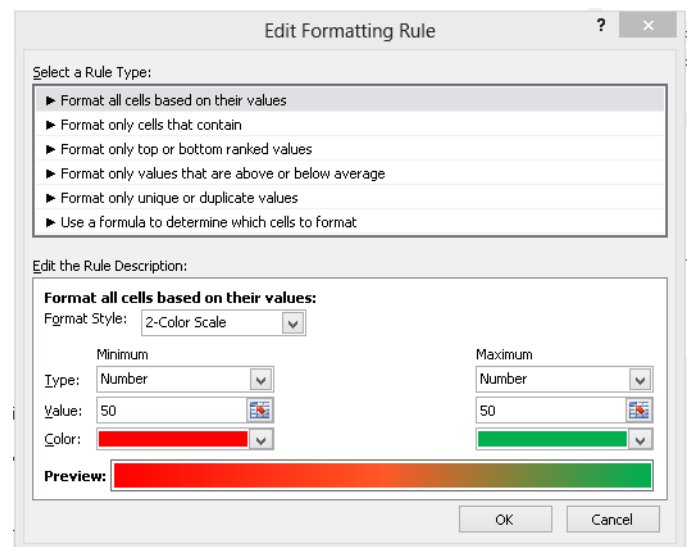 Edit Formatting Rule ?
Select a Rule Type:
► Format all cells based on their values
► Format only cells that contain
► Format only top or bottom ranked values
► Format only values that are above or below average
► Format only unique or duplicate values
► Use a formula to determine which cells to format
Edit the Rule Description:
Format all cells based on their values:
Format Style: 2-Color Scale
Minimum Maximum
Type: Number Number
Value: 50 50
Color:
Preview:
OK Cancel